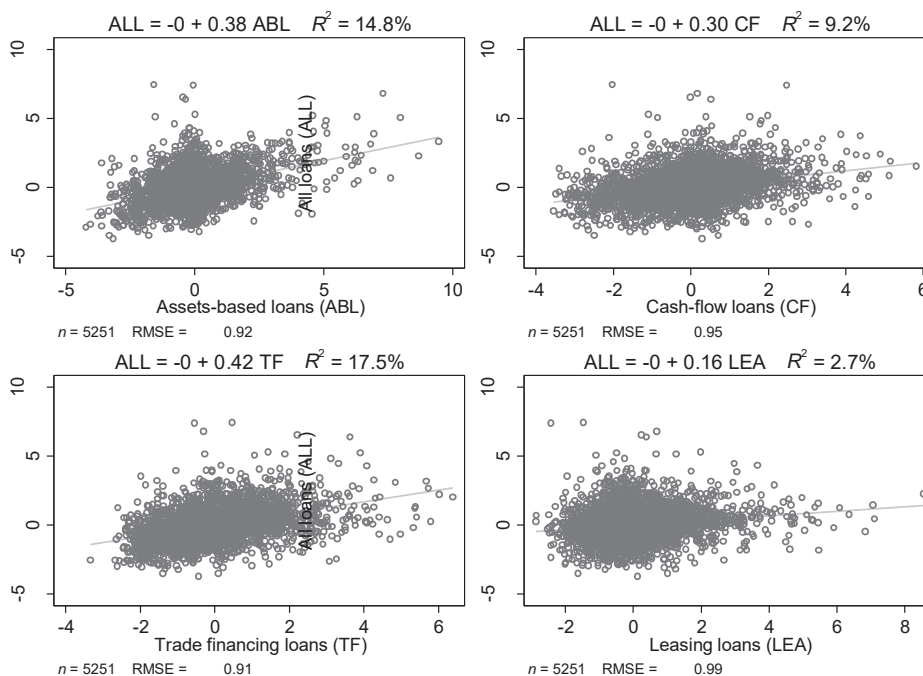 ALL = -0 + 0.38 ABL R² = 14.8%
10
5
0
-5
All loans (ALL)
-5 0 5 10
Assets-based loans (ABL)
n = 5251 RMSE = 0.92
ALL = -0 + 0.30 CF R² = 9.2%
10
5
0
-5
-4 -2 0 2 4 6
Cash-flow loans (CF)
n = 5251 RMSE = 0.95
ALL = -0 + 0.42 TF R² = 17.5%
10
5
0
-5
All loans (ALL)
-4 -2 0 2 4 6
Trade financing loans (TF)
n = 5251 RMSE = 0.91
ALL = -0 + 0.16 LEA R² = 2.7%
10
5
0
-5
-2 0 2 4 6 8
Leasing loans (LEA)
n = 5251 RMSE = 0.99